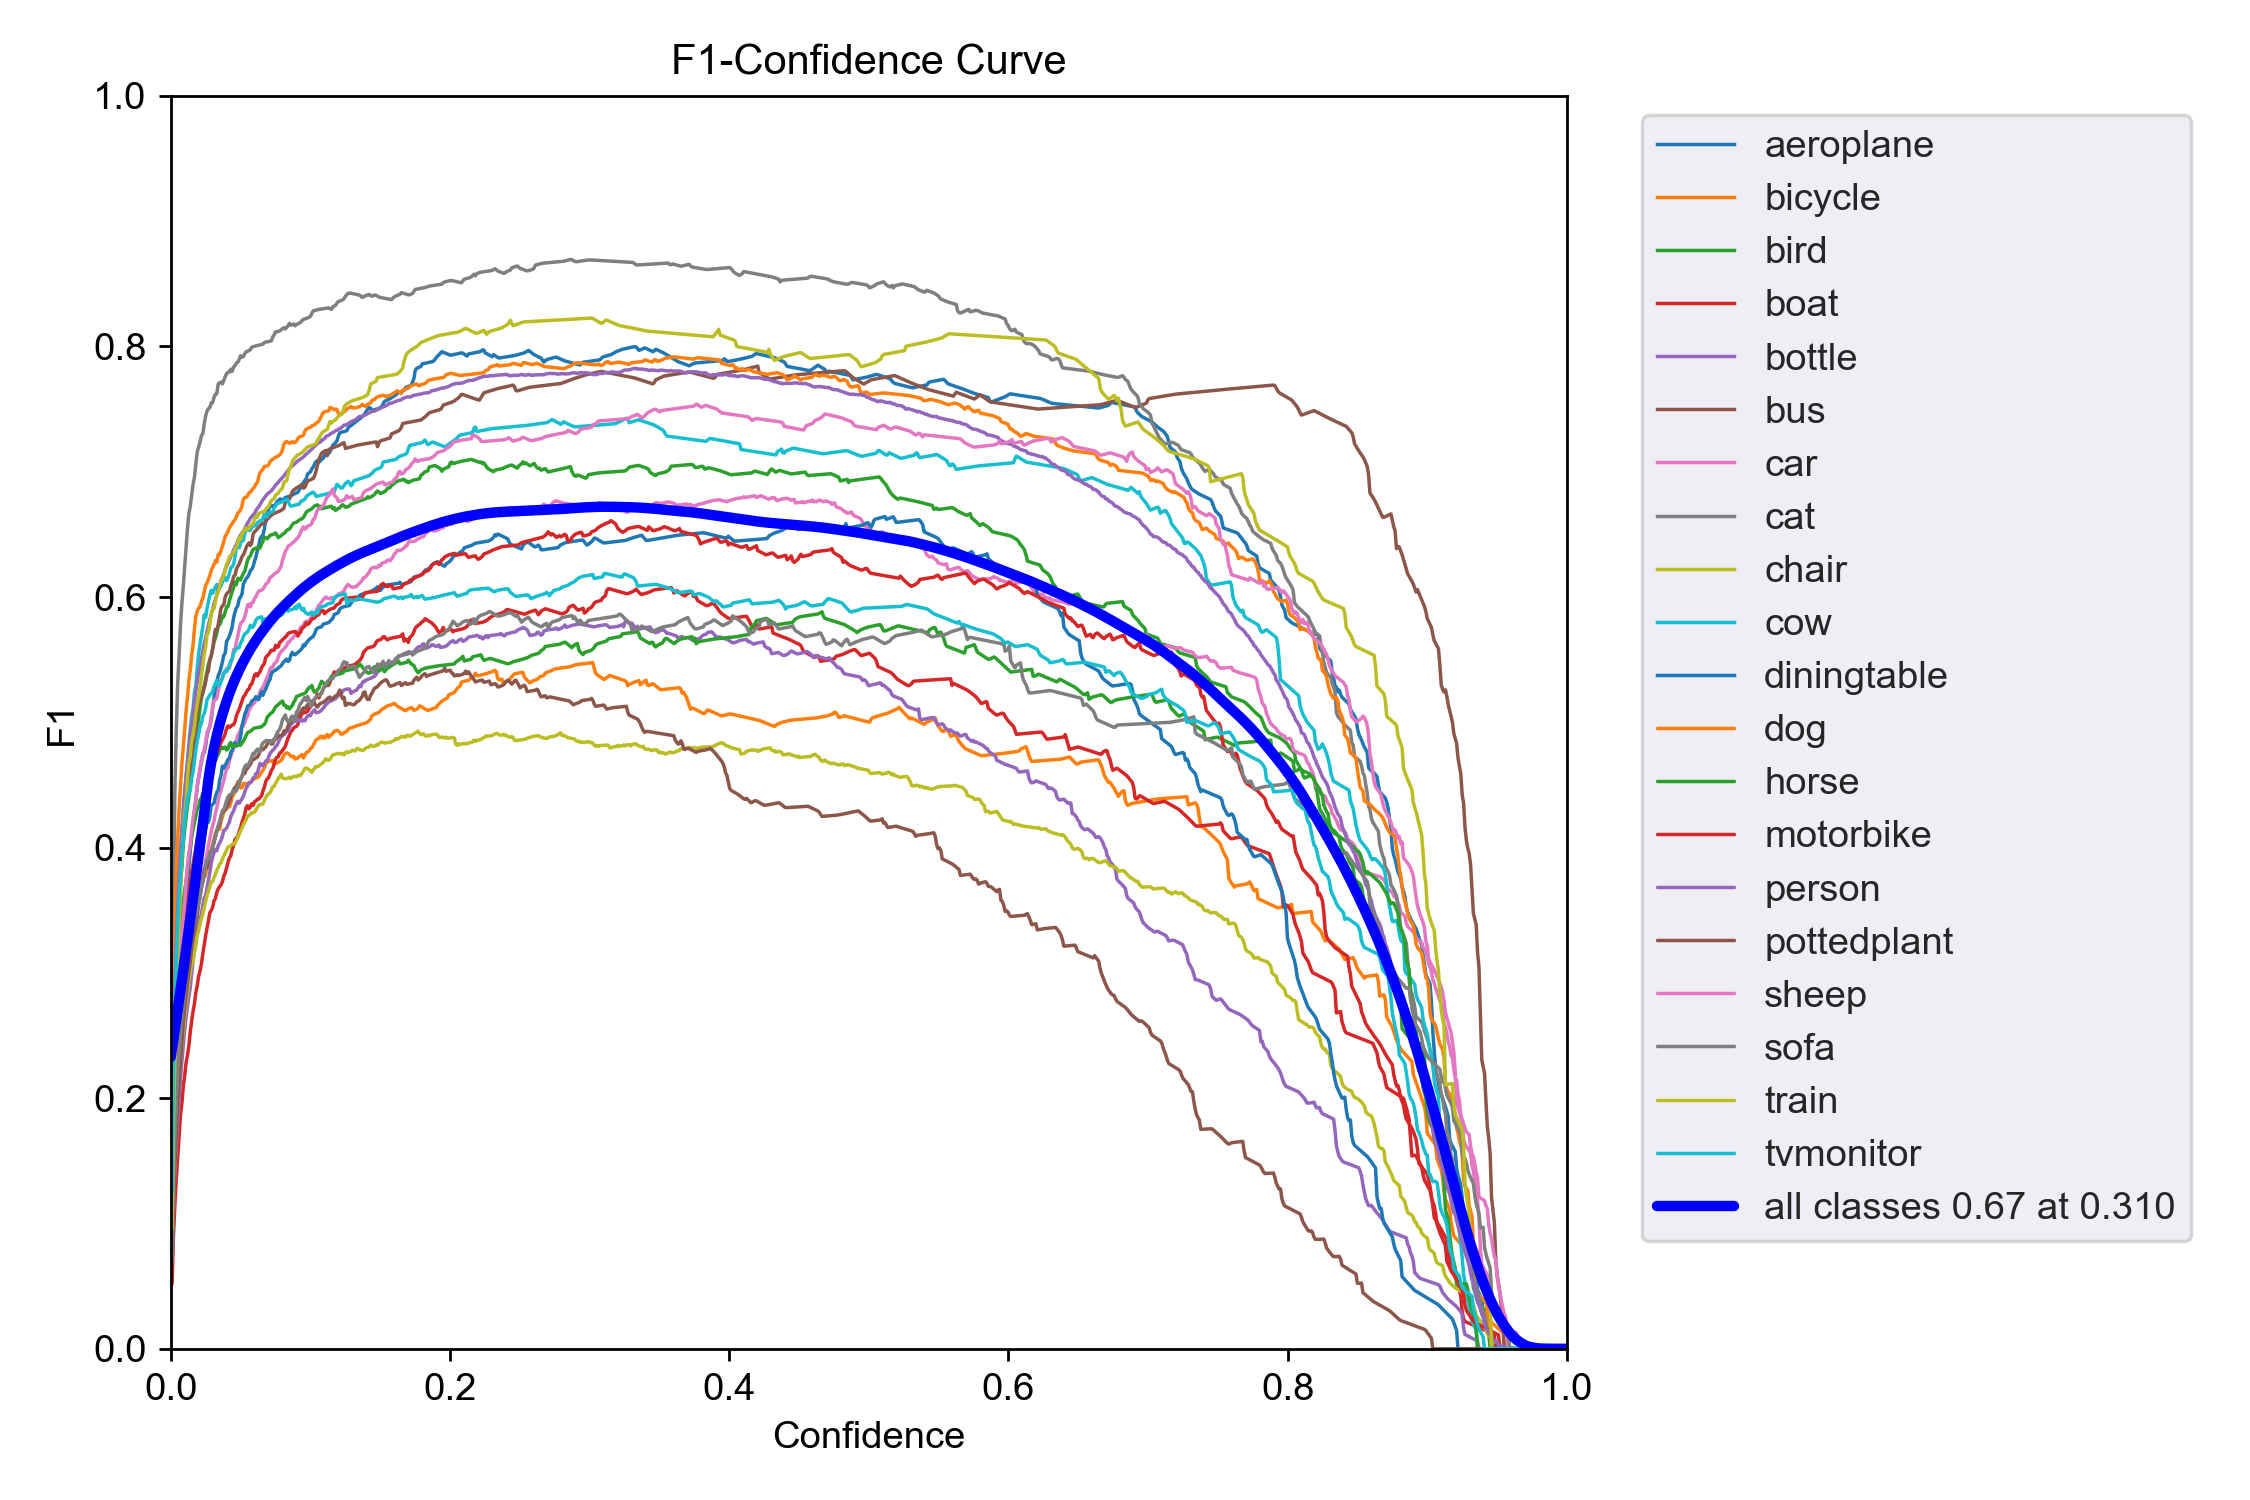 F1-Confidence Curve
1.0
0.8
0.6
0.4
0.2
0.0
F1
0.0 0.2 0.4 0.6 0.8 1.0
Confidence
aeroplane
bicycle
bird
boat
bottle
bus
car
cat
chair
cow
diningtable
dog
horse
motorbike
person
pottedplant
sheep
sofa
train
tvmonitor
all classes 0.67 at 0.310